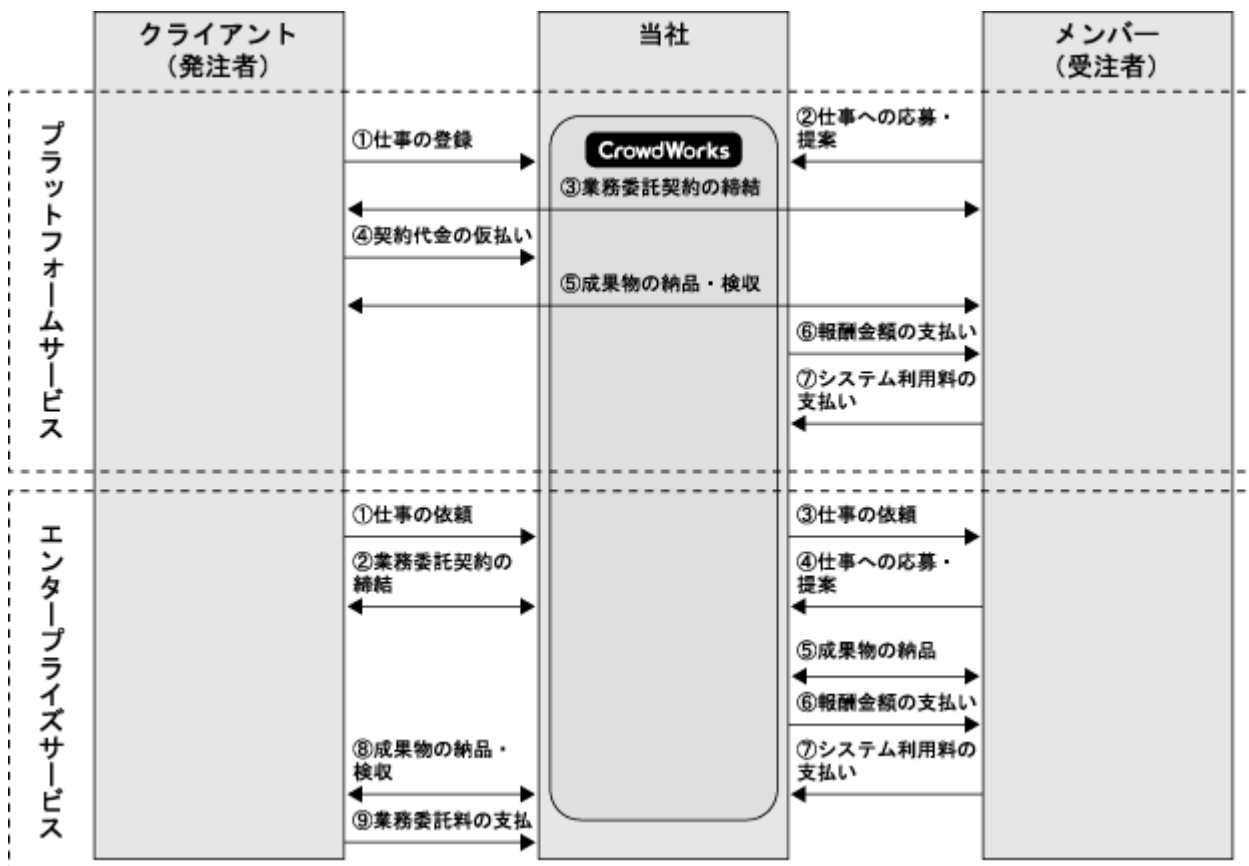 クライアント
（発注者）
当社
メンバー
（受注者）
プラットフォームサービス
①仕事の登録
②仕事への応募・
提案
CrowdWorks
③業務委託契約の締結
④契約代金の仮払い
⑤成果物の納品・検収
⑥報酬金額の支払い
⑦システム利用料の
支払い
エンタープライズサービス
①仕事の依頼
②業務委託契約の
締結
③仕事の依頼
④仕事への応募・
提案
⑤成果物の納品
⑥報酬金額の支払い
⑦システム利用料の
支払い
⑧成果物の納品・
検収
⑨業務委託料の支払